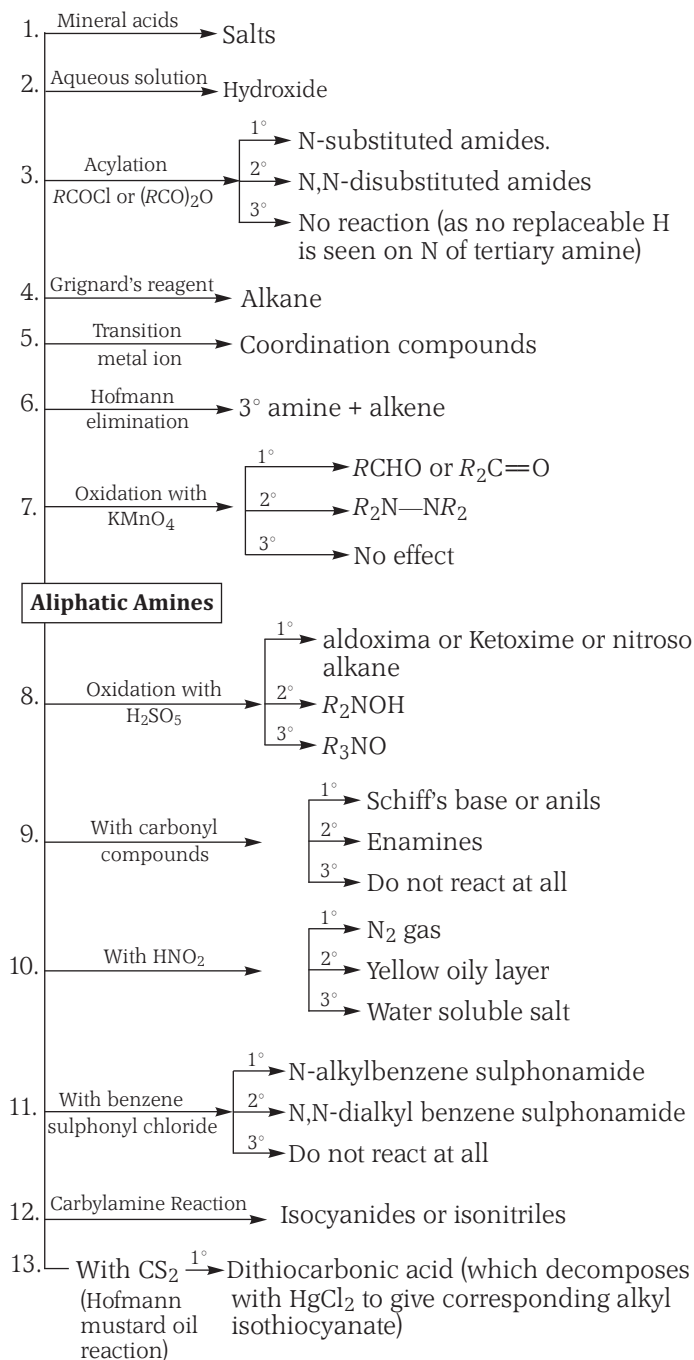 1. Mineral acids Salts
2. Aqueous solution Hydroxide
1° N-substituted amides.
3. Acylation 2° N,N-disubstituted amides
RCOCl or (RCO)₂O
3° No reaction (as no replaceable H
is seen on N of tertiary amine)
4. Grignard's reagent Alkane
5. Transition Coordination compounds
metal ion
6. Hofmann 3° amine + alkene
elimination
1° RCHO or R₂C=O
7. Oxidation with 2° R₂N—NR₂
KMnO₄
3° No effect
Aliphatic Amines
1° aldoxima or Ketoxime or nitroso
alkane
8. Oxidation with 2° R₂NOH
H₂SO₅
3° R₃NO
1° Schiff's base or anils
9. With carbonyl 2° Enamines
compounds
3° Do not react at all
1° N₂ gas
10. With HNO₂ 2° Yellow oily layer
3° Water soluble salt
1° N-alkylbenzene sulphonamide
11. With benzene 2° N,N-dialkyl benzene sulphonamide
sulphonyl chloride
3° Do not react at all
12. Carbylamine Reaction Isocyanides or isonitriles
13. With CS₂ 1° Dithiocarbonic acid (which decomposes
(Hofmann with HgCl₂ to give corresponding alkyl
mustard oil isothiocyanate)
reaction)